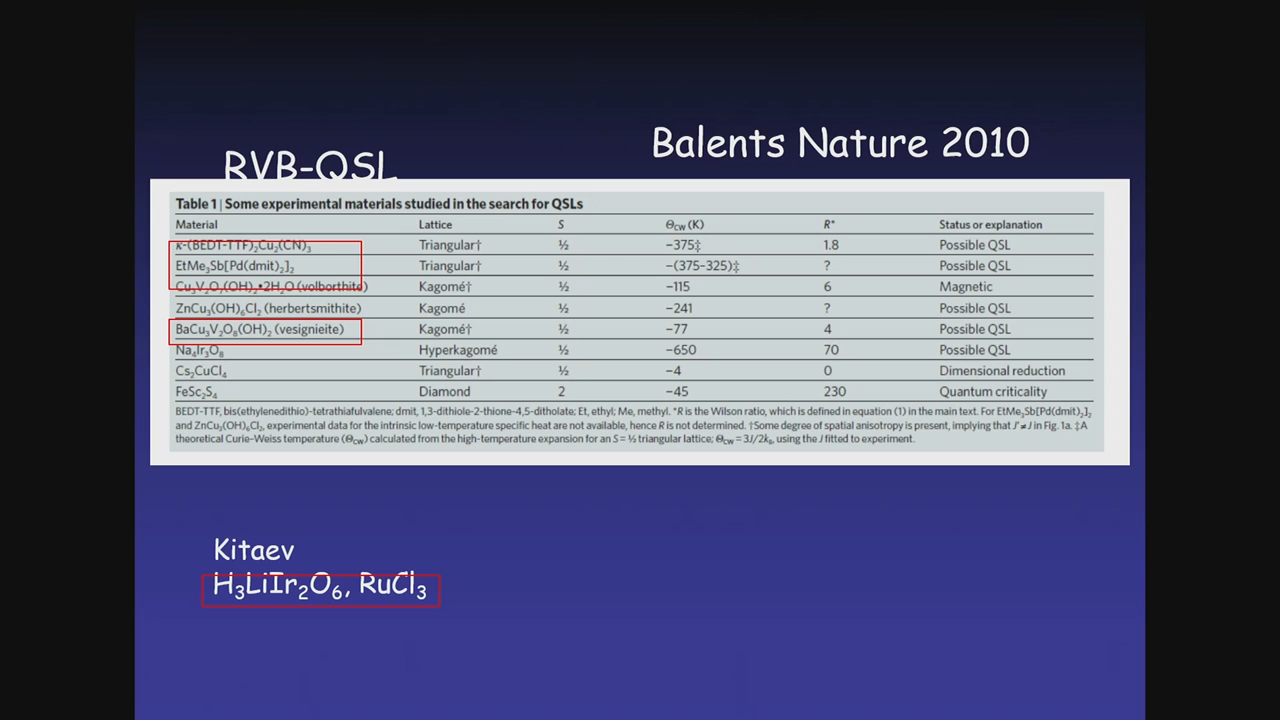 Balents Nature 2010
RVB-QSL
Table 1 | Some experimental materials studied in the search for QSLs
Material Lattice S Θ_CW (K) R* Status or explanation
κ-(BEDT-TTF)₂Cu₂(CN)₃ Triangular† ½ −375‡ 1.8 Possible QSL
EtMe₃Sb[Pd(dmit)₂]₂ Triangular† ½ −(375–325)‡ ? Possible QSL
Cu₃V₂O₇(OH)₂•2H₂O (volborthite) Kagomé† ½ −115 6 Magnetic
ZnCu₃(OH)₆Cl₂ (herbertsmithite) Kagomé ½ −241 ? Possible QSL
BaCu₃V₂O₈(OH)₂ (vesignieite) Kagomé† ½ −77 4 Possible QSL
Na₄Ir₃O₈ Hyperkagomé ½ −650 70 Possible QSL
Cs₂CuCl₄ Triangular† ½ −4 0 Dimensional reduction
FeSc₂S₄ Diamond 2 −45 230 Quantum criticality
BEDT-TTF, bis(ethylenedithio)-tetrathiafulvalene; dmit, 1,3-dithiole-2-thione-4,5-ditholate; Et, ethyl; Me, methyl. *R is the Wilson ratio, which is defined in equation (1) in the main text. For EtMe₃Sb[Pd(dmit)₂]₂
and ZnCu₃(OH)₆Cl₂, experimental data for the intrinsic low-temperature specific heat are not available, hence R is not determined. †Some degree of spatial anisotropy is present, implying that J′ ≠ J in Fig. 1a. ‡A
theoretical Curie-Weiss temperature (Θ_CW) calculated from the high-temperature expansion for an S = ½ triangular lattice; Θ_CW = 3J/2k_B, using the J fitted to experiment.
Kitaev
H₃LiIr₂O₆, RuCl₃